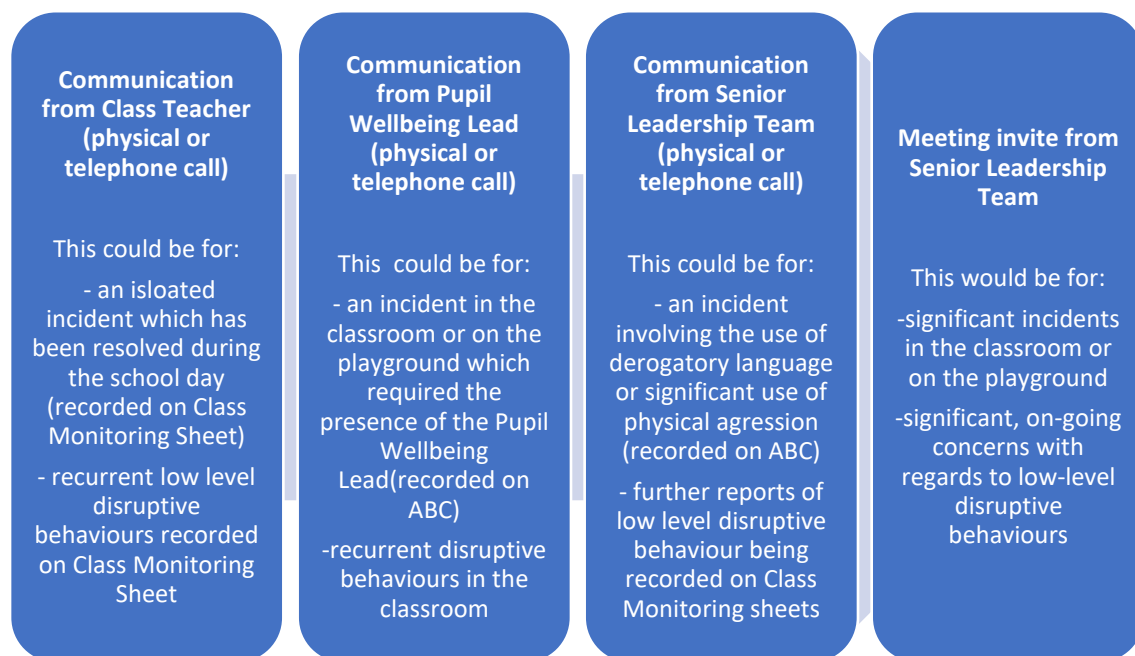 Communication
from Class Teacher
(physical or
telephone call)
This could be for:
- an isloated
incident which has
been resolved during
the school day
(recorded on Class
Monitoring Sheet)
- recurrent low level
disruptive
behaviours recorded
on Class Monitoring
Sheet
Communication
from Pupil
Wellbeing Lead
(physical or
telephone call)
This  could be for:
- an incident in the
classroom or on the
playground which
required the
presence of the Pupil
Wellbeing
Lead(recorded on
ABC)
-recurrent disruptive
behaviours in the
classroom
Communication
from Senior
Leadership Team
(physical or
telephone call)
This could be for:
- an incident
involving the use of
derogatory language
or significant use of
physical agression
(recorded on ABC)
- further reports of
low level disruptive
behaviour being
recorded on Class
Monitoring sheets
Meeting invite from
Senior Leadership
Team
This would be for:
-significant incidents
in the classroom or
on the playground
-significant, on-going
concerns with
regards to low-level
disruptive
behaviours